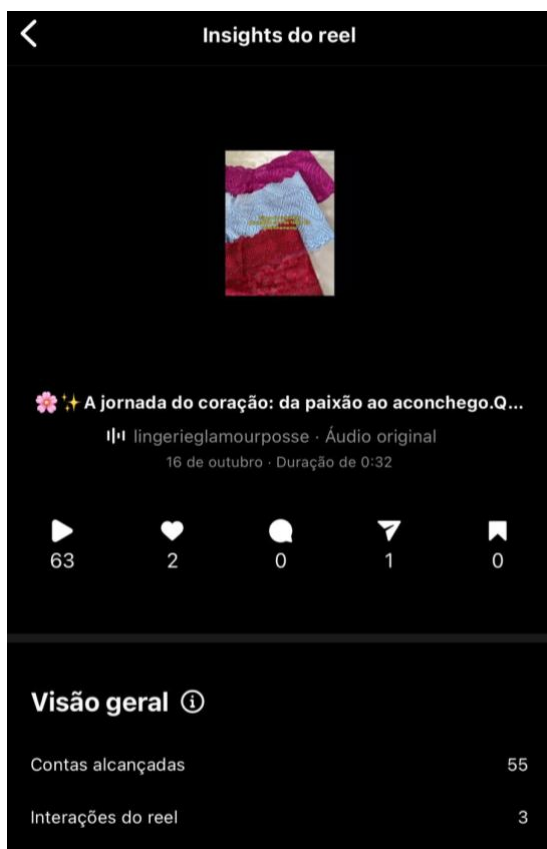 Insights do reel
🌸✨ A jornada do coração: da paixão ao aconchego.Q...
lingerieglamourposse · Áudio original
16 de outubro · Duração de 0:32
63 2 0 1 0
Visão geral
Contas alcançadas 55
Interações do reel 3